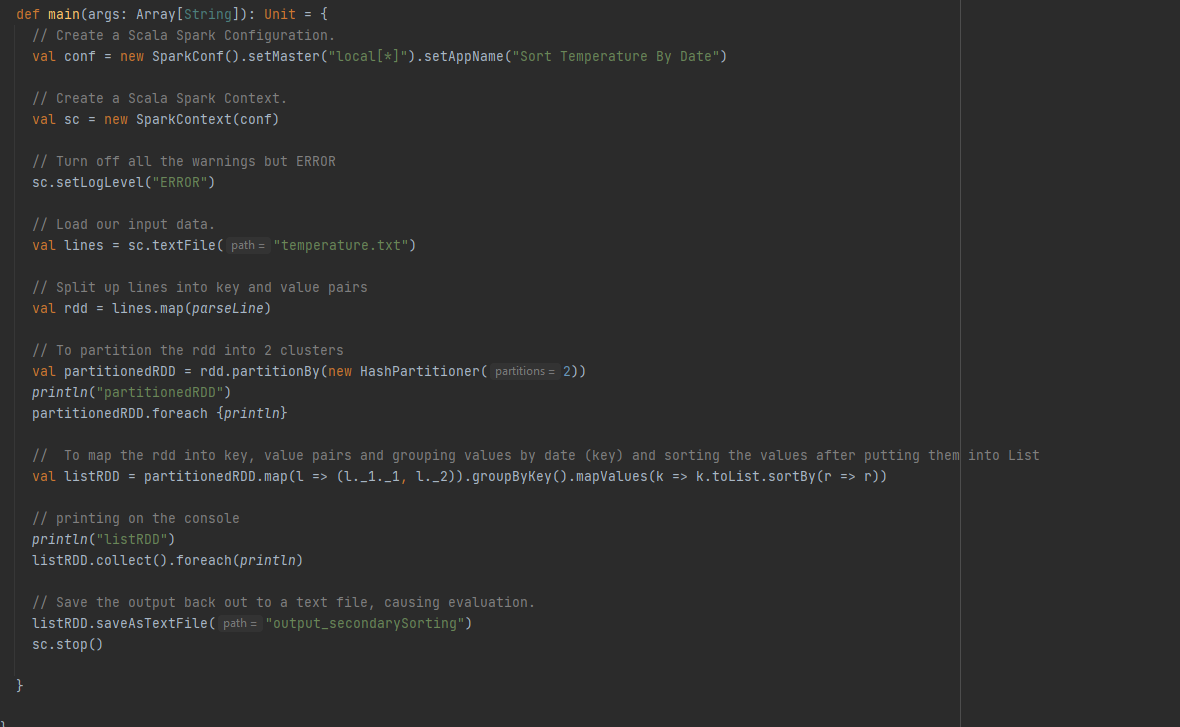 def main(args: Array[String]): Unit = {
// Create a Scala Spark Configuration.
val conf = new SparkConf().setMaster("local[*]").setAppName("Sort Temperature By Date")
// Create a Scala Spark Context.
val sc = new SparkContext(conf)
// Turn off all the warnings but ERROR
sc.setLogLevel("ERROR")
// Load our input data.
val lines = sc.textFile( path = "temperature.txt")
// Split up lines into key and value pairs
val rdd = lines.map(parseLine)
// To partition the rdd into 2 clusters
val partitionedRDD = rdd.partitionBy(new HashPartitioner( partitions = 2))
println("partitionedRDD")
partitionedRDD.foreach {println}
//  To map the rdd into key, value pairs and grouping values by date (key) and sorting the values after putting them into List
val listRDD = partitionedRDD.map(l => (l._1._1, l._2)).groupByKey().mapValues(k => k.toList.sortBy(r => r))
// printing on the console
println("listRDD")
listRDD.collect().foreach(println)
// Save the output back out to a text file, causing evaluation.
listRDD.saveAsTextFile( path = "output_secondarySorting")
sc.stop()
}
}